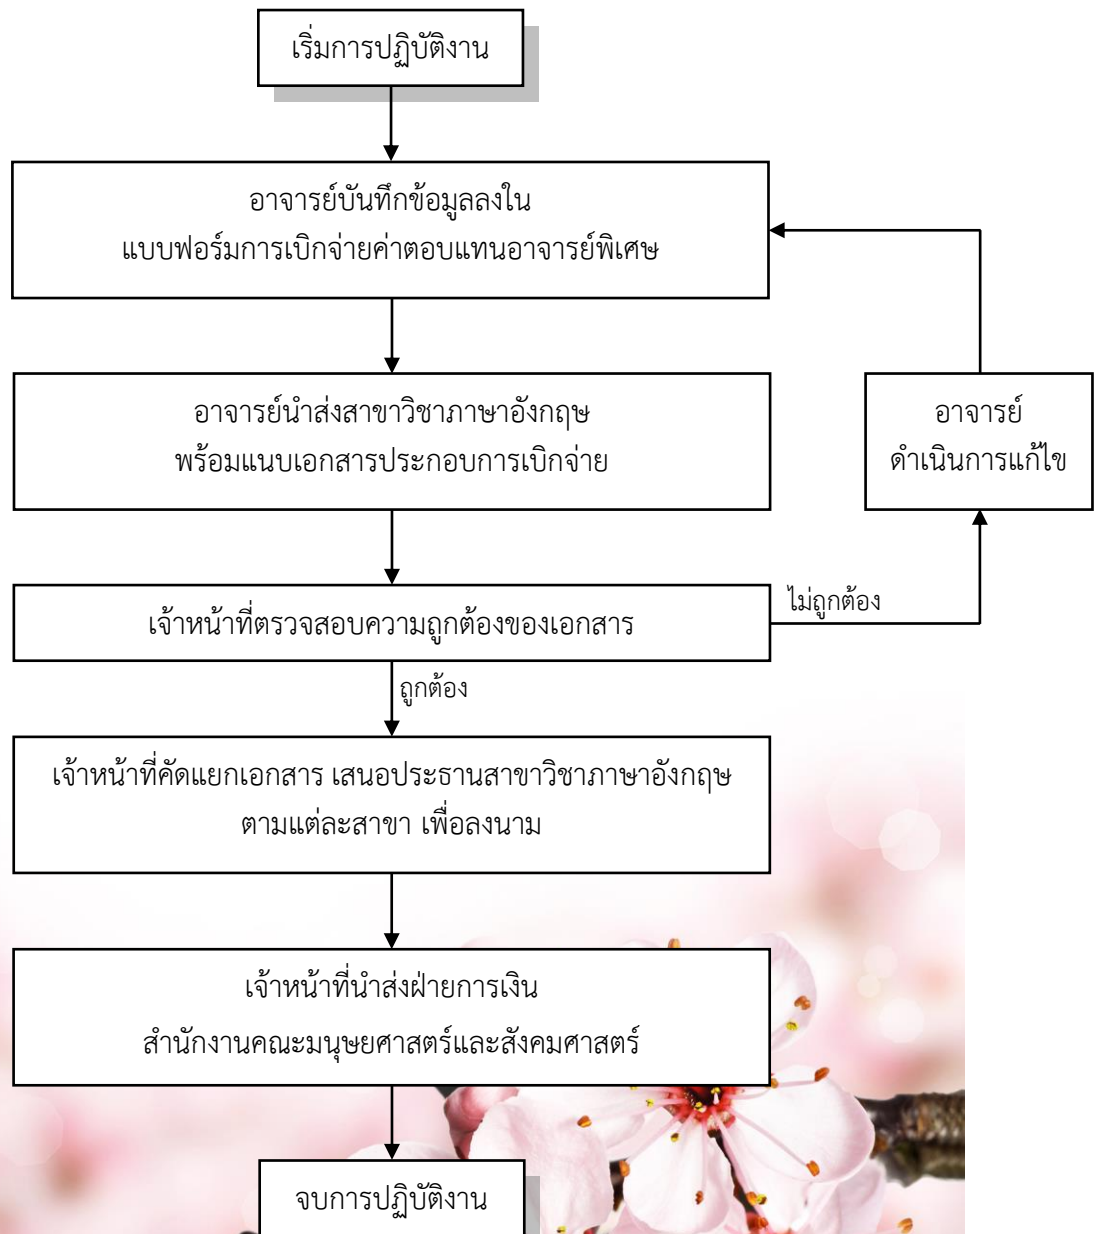 เริ่มการปฏิบัติงาน
อาจารย์บันทึกข้อมูลลงใน
แบบฟอร์มการเบิกจ่ายค่าตอบแทนอาจารย์พิเศษ
อาจารย์นำส่งสาขาวิชาภาษาอังกฤษ
พร้อมแนบเอกสารประกอบการเบิกจ่าย
อาจารย์
ดำเนินการแก้ไข
เจ้าหน้าที่ตรวจสอบความถูกต้องของเอกสาร
ไม่ถูกต้อง
ถูกต้อง
เจ้าหน้าที่คัดแยกเอกสาร เสนอประธานสาขาวิชาภาษาอังกฤษ
ตามแต่ละสาขา เพื่อลงนาม
เจ้าหน้าที่นำส่งฝ่ายการเงิน
สำนักงานคณะมนุษยศาสตร์และสังคมศาสตร์
จบการปฏิบัติงาน